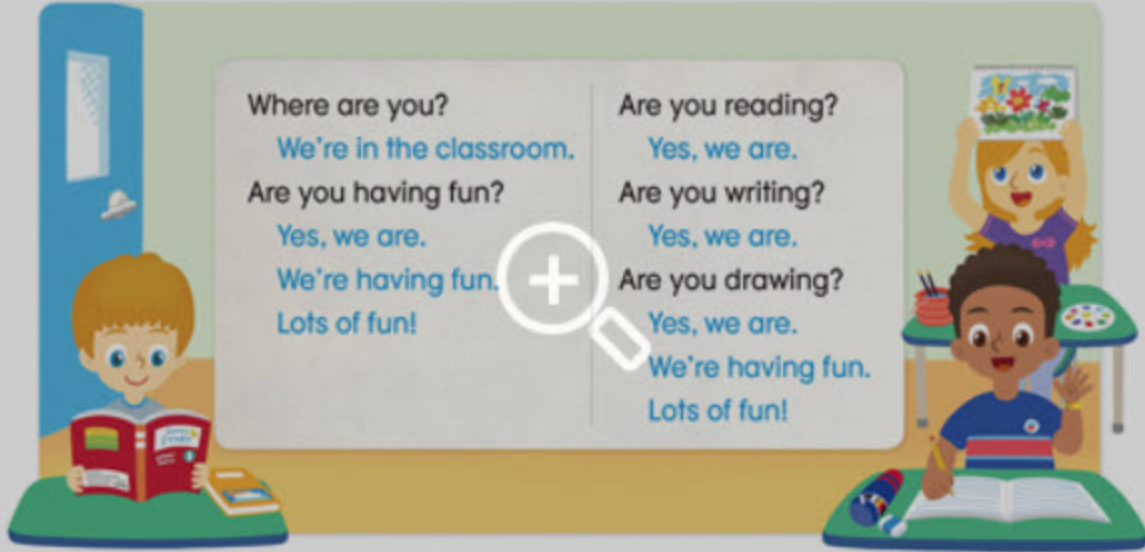 Where are you?
We're in the classroom.
Are you having fun?
Yes, we are.
We're having fun.
Lots of fun!
Are you reading?
Yes, we are.
Are you writing?
Yes, we are.
Are you drawing?
Yes, we are.
We're having fun.
Lots of fun!